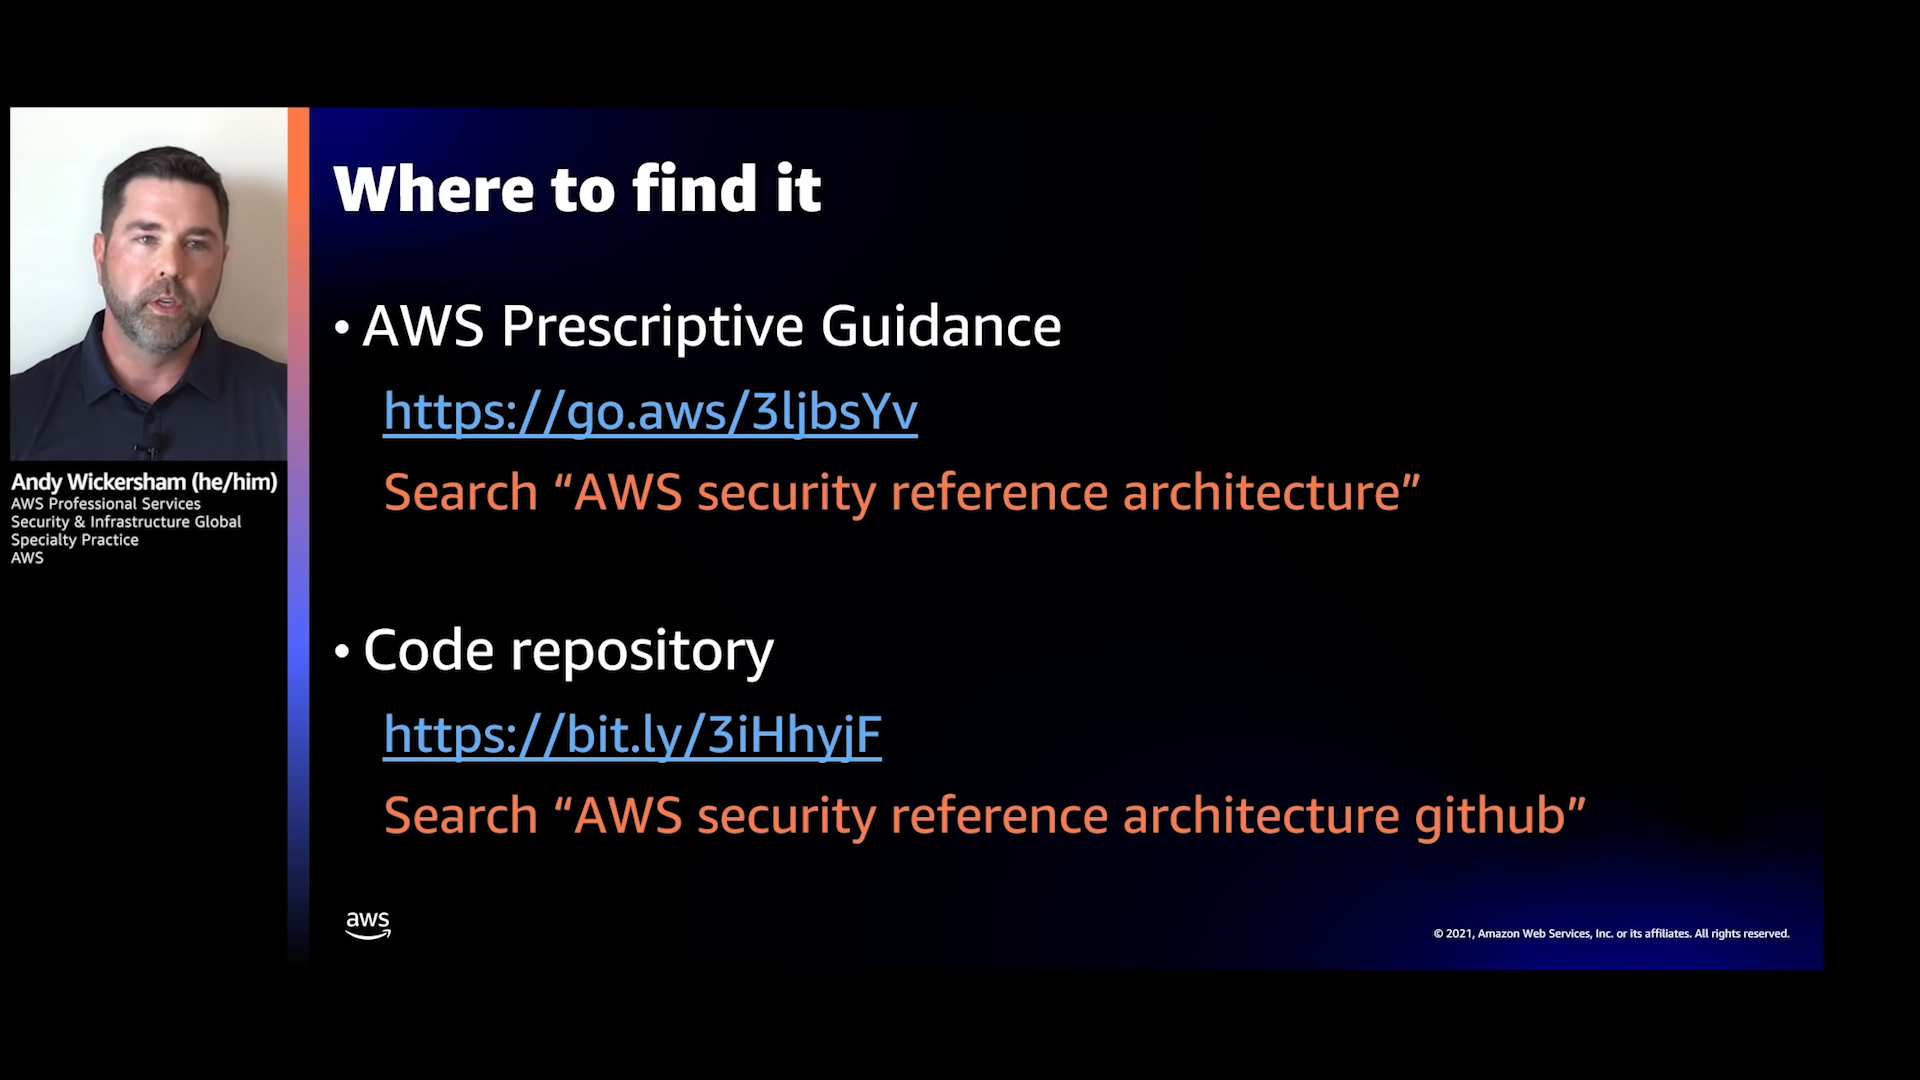 Where to find it
• AWS Prescriptive Guidance
https://go.aws/3ljbsYv
Search “AWS security reference architecture”
• Code repository
https://bit.ly/3iHhyjF
Search “AWS security reference architecture github”
Andy Wickersham (he/him)
AWS Professional Services
Security & Infrastructure Global
Specialty Practice
AWS
aws
© 2021, Amazon Web Services, Inc. or its affiliates. All rights reserved.